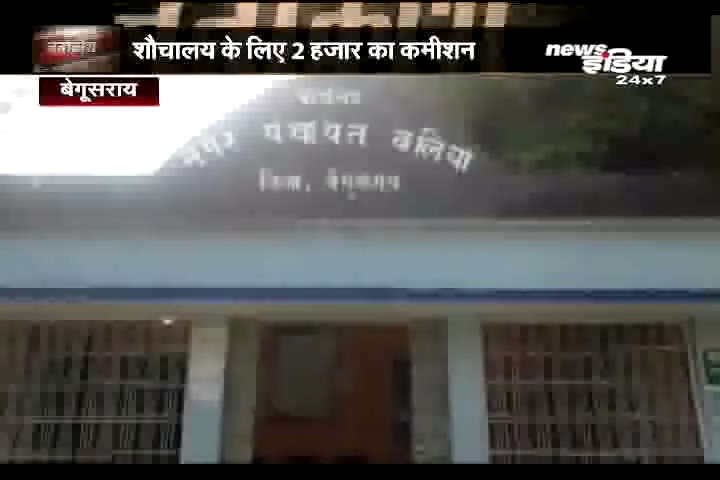 शौचालय के लिए 2 हजार का कमीशन
news
इंडिया
24x7
बेगूसराय
नगर पंचायत बलिया
जिला, बेगूसराय